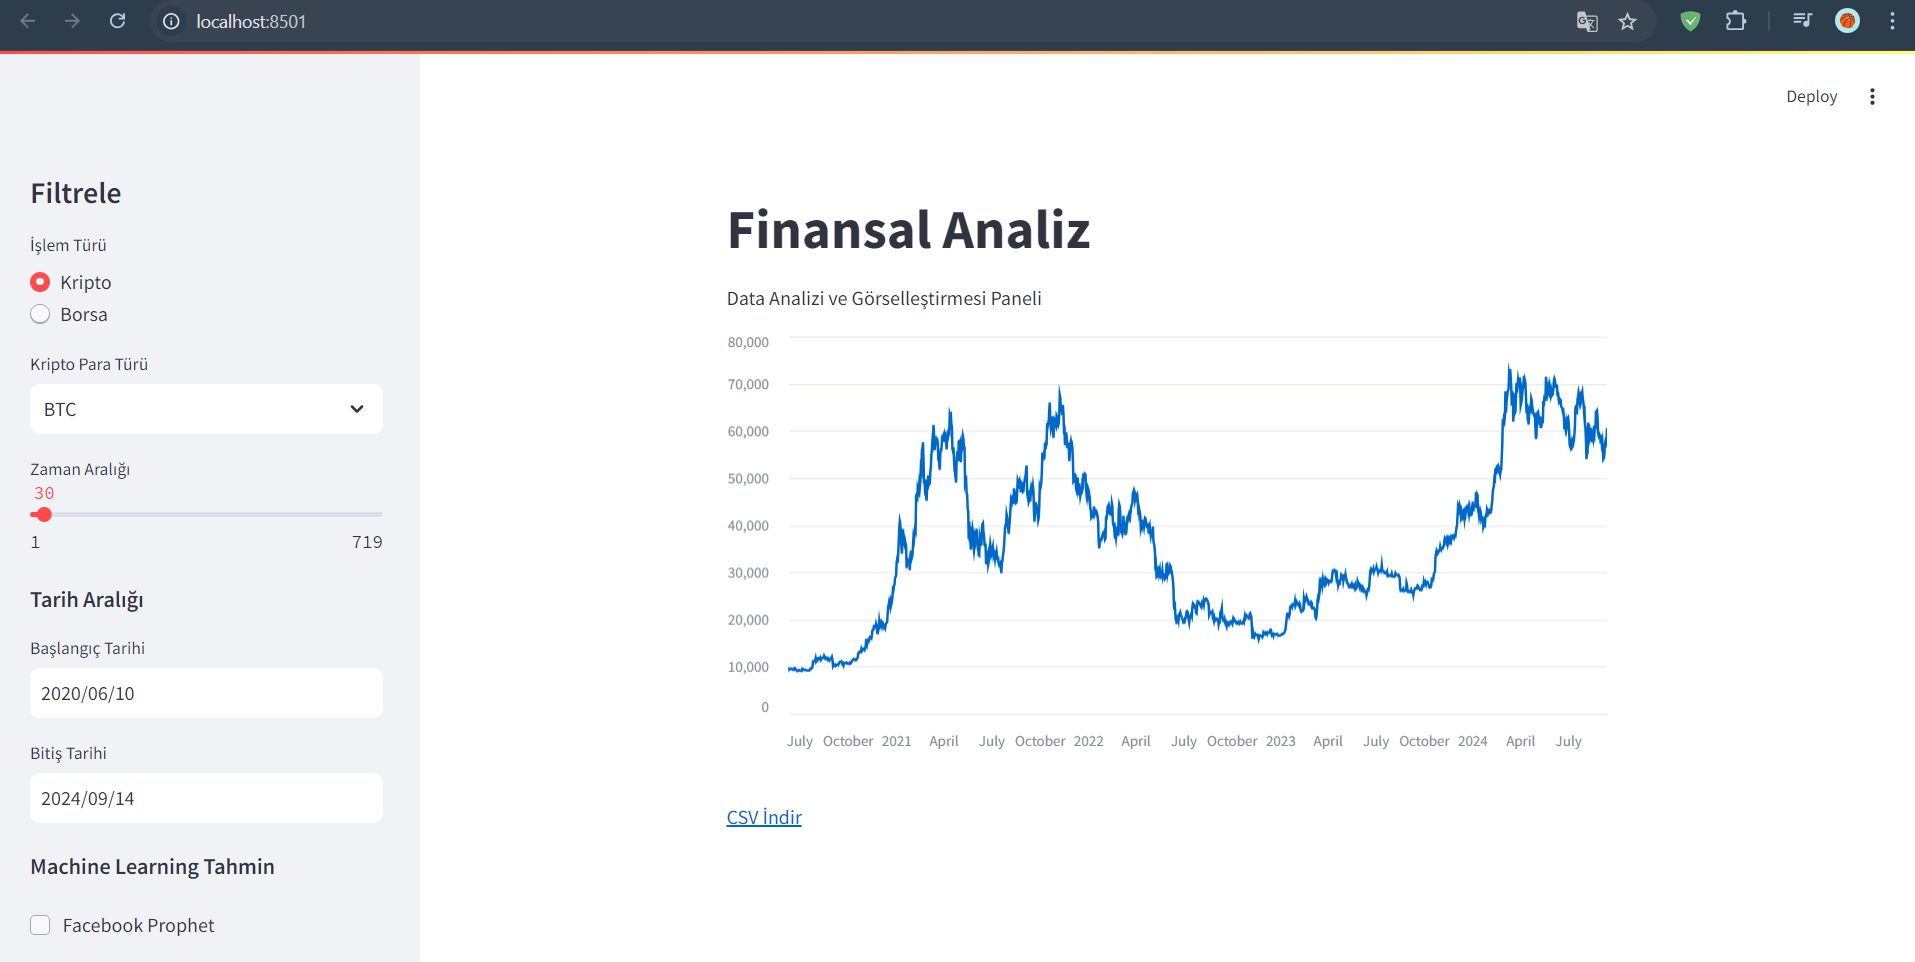 localhost:8501
Deploy
Filtrele
İşlem Türü
Kripto
Borsa
Kripto Para Türü
BTC
Zaman Aralığı
30
1 719
Tarih Aralığı
Başlangıç Tarihi
2020/06/10
Bitiş Tarihi
2024/09/14
Machine Learning Tahmin
Facebook Prophet
Finansal Analiz
Data Analizi ve Görselleştirmesi Paneli
80,000
70,000
60,000
50,000
40,000
30,000
20,000
10,000
0
July October 2021 April July October 2022 April July October 2023 April July October 2024 April July
CSV İndir